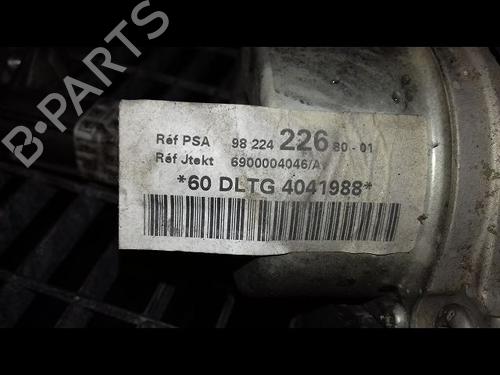 Réf PSA 98 224 226 80 - 01
Réf Jtekt 6900004046/A
*60 DLTG 4041988*
B-PARTS